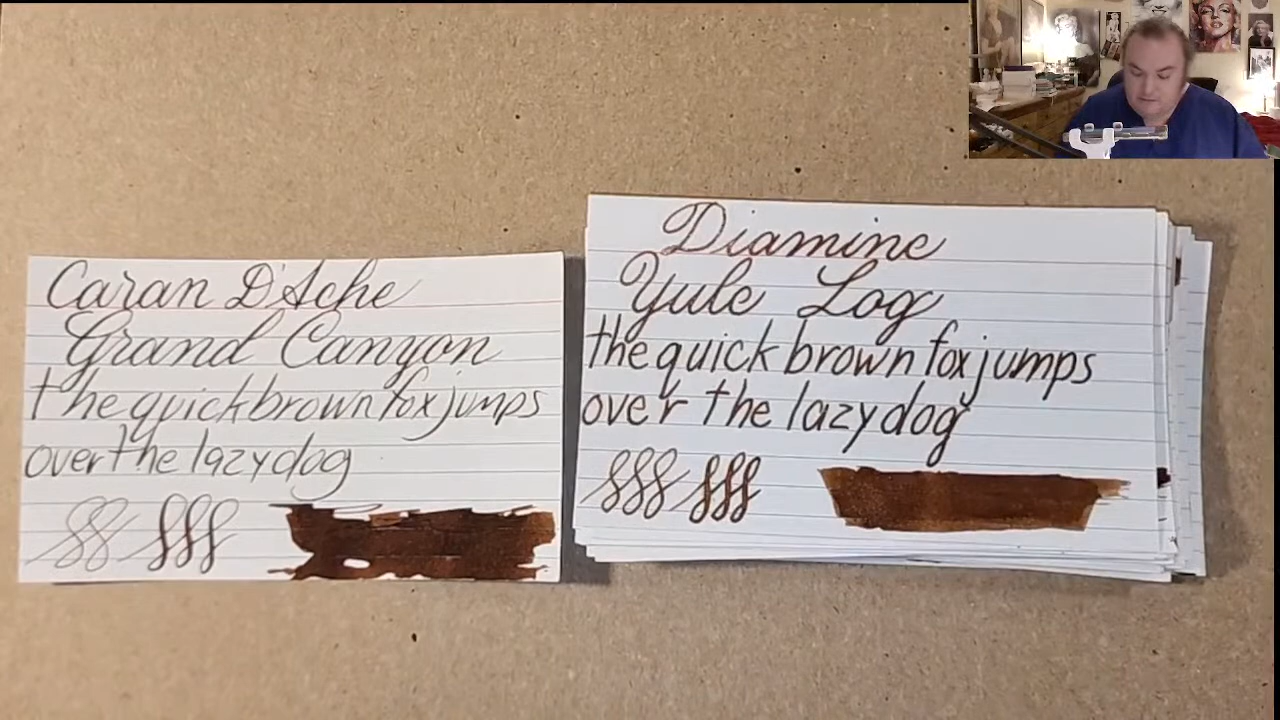 Caran D'Ache
Grand Canyon
the quick brown fox jumps
over the lazy dog
Diamine
Yule Log
the quick brown fox jumps
over the lazy dog